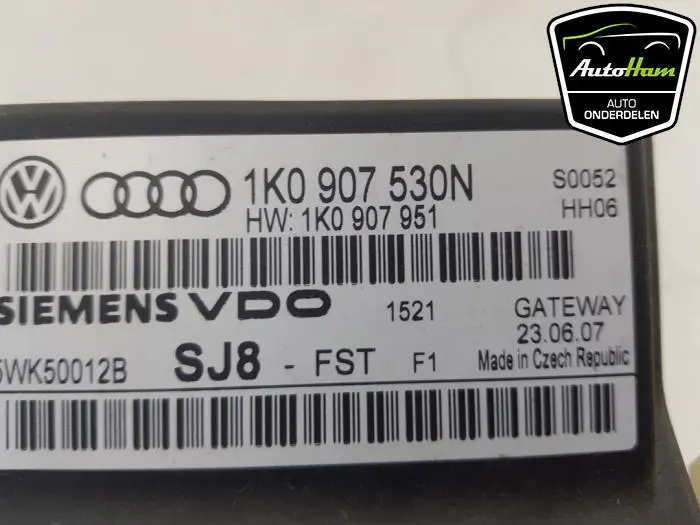 AutoHam
AUTO
ONDERDELEN
1K0 907 530N
S0052
HW: 1K0 907 951
HH06
SIEMENS VDO
1521
GATEWAY
23.06.07
5WK50012B
SJ8 - FST F1
Made in Czech Republic